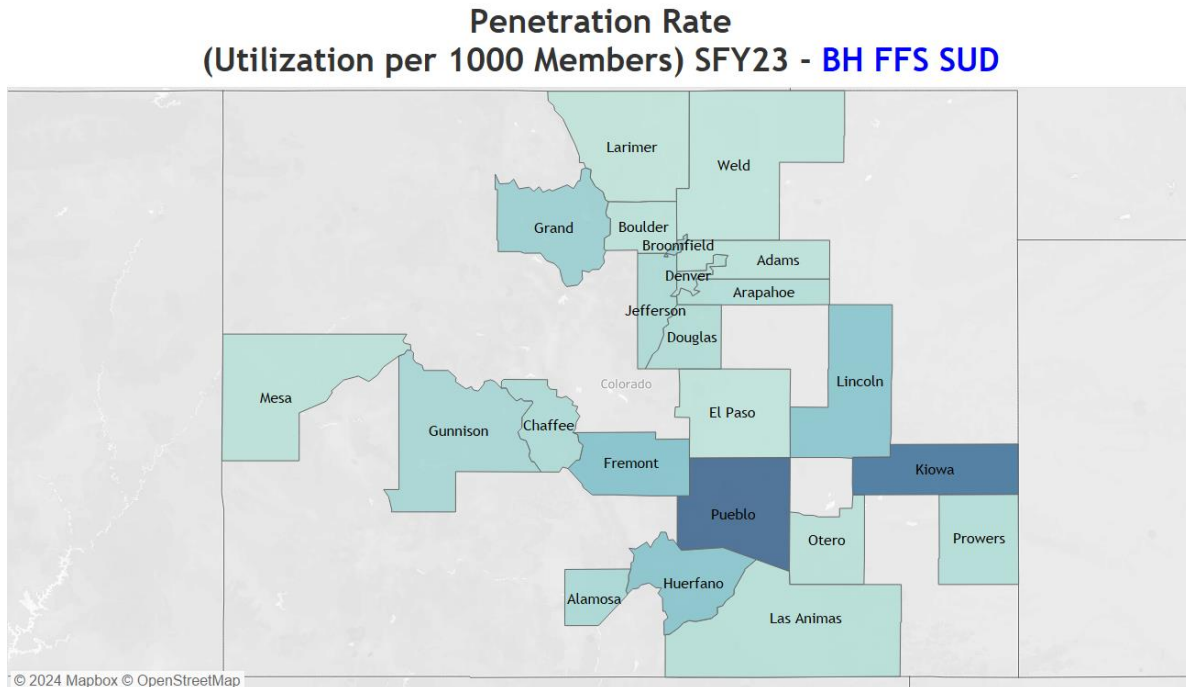 Penetration Rate
(Utilization per 1000 Members) SFY23 - BH FFS SUD
Larimer
Weld
Grand
Boulder
Broomfield
Adams
Denver
Arapahoe
Jefferson
Douglas
Lincoln
Colorado
Mesa
El Paso
Chaffee
Gunnison
Fremont
Kiowa
Pueblo
Otero
Prowers
Huerfano
Alamosa
Las Animas
© 2024 Mapbox © OpenStreetMap